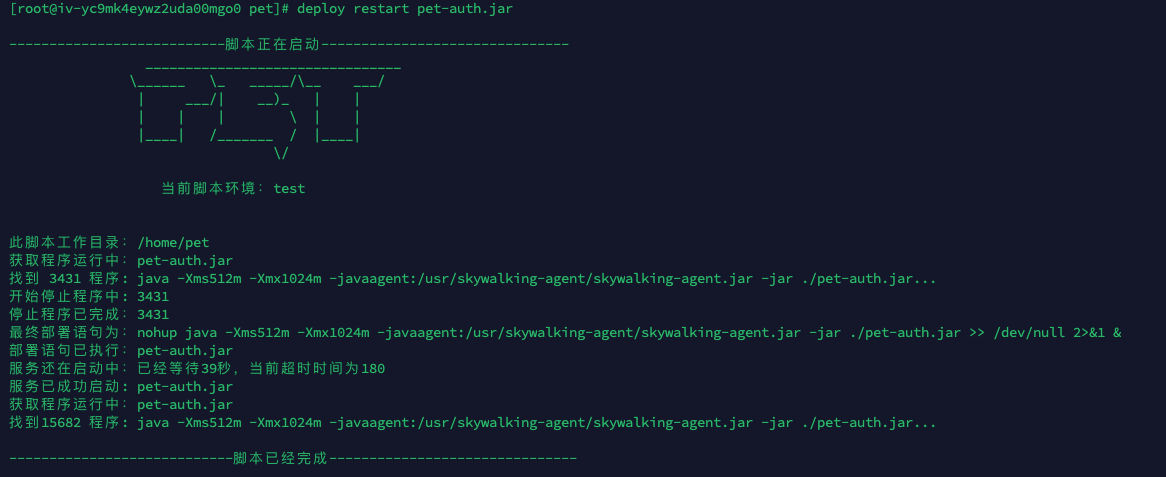 [root@iv-yc9mk4eywz2uda00mgo0 pet]# deploy restart pet-auth.jar
---------------------------脚本正在启动-------------------------------
                 ________________________________
               \______   \_   _____/\__    ___/
                |     ___/|    __)_   |    |
                |    |    |        \  |    |
                |____|   /_______  /  |____|
                                 \/
当前脚本环境: test
此脚本工作目录: /home/pet
获取程序运行中: pet-auth.jar
找到 3431 程序: java -Xms512m -Xmx1024m -javaagent:/usr/skywalking-agent/skywalking-agent.jar -jar ./pet-auth.jar...
开始停止程序中: 3431
停止程序已完成: 3431
最终部署语句为: nohup java -Xms512m -Xmx1024m -javaagent:/usr/skywalking-agent/skywalking-agent.jar -jar ./pet-auth.jar >> /dev/null 2>&1 &
部署语句已执行: pet-auth.jar
服务还在启动中: 已经等待39秒, 当前超时时间为180
服务已成功启动: pet-auth.jar
获取程序运行中: pet-auth.jar
找到15682 程序: java -Xms512m -Xmx1024m -javaagent:/usr/skywalking-agent/skywalking-agent.jar -jar ./pet-auth.jar...
----------------------------脚本已经完成-------------------------------